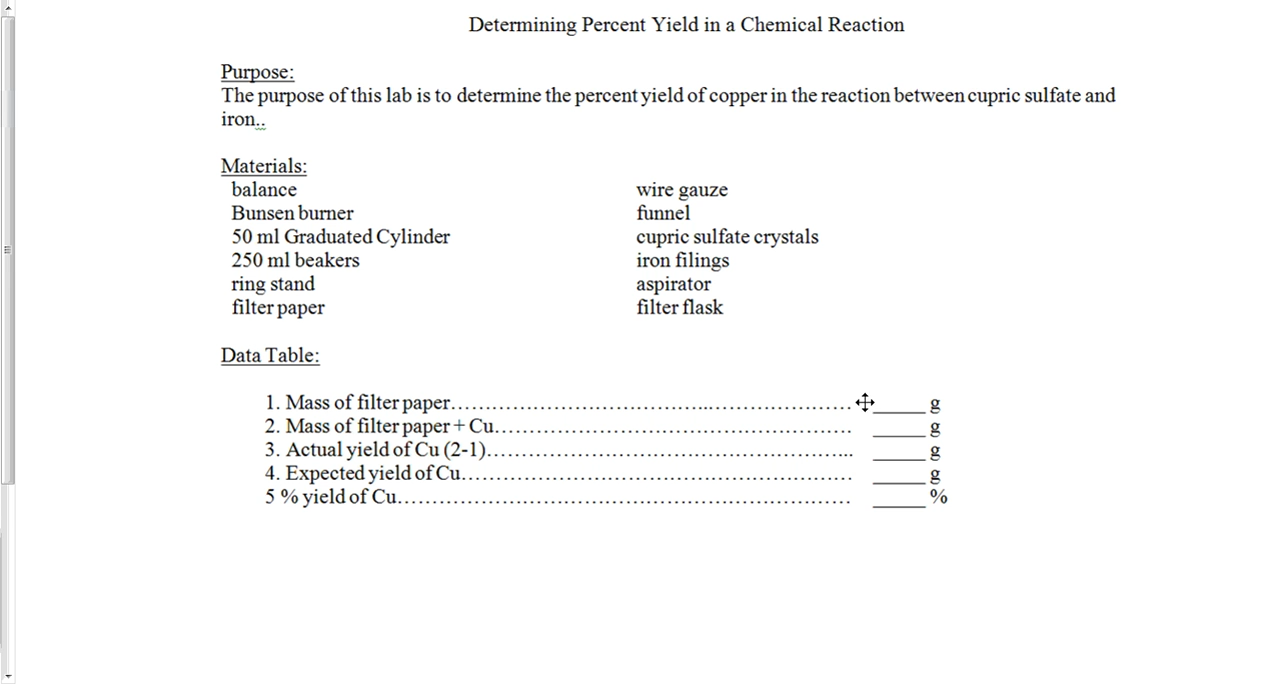 Determining Percent Yield in a Chemical Reaction
Purpose:
The purpose of this lab is to determine the percent yield of copper in the reaction between cupric sulfate and
iron..
Materials:
balance wire gauze
Bunsen burner funnel
50 ml Graduated Cylinder cupric sulfate crystals
250 ml beakers iron filings
ring stand aspirator
filter paper filter flask
Data Table:
1. Mass of filter paper…………………………………..…………………… _____ g
2. Mass of filter paper + Cu…………………………………………………… _____ g
3. Actual yield of Cu (2-1)…………………………………………………... _____ g
4. Expected yield of Cu………………………………………………………… _____ g
5 % yield of Cu…………………………………………………………………… _____ %